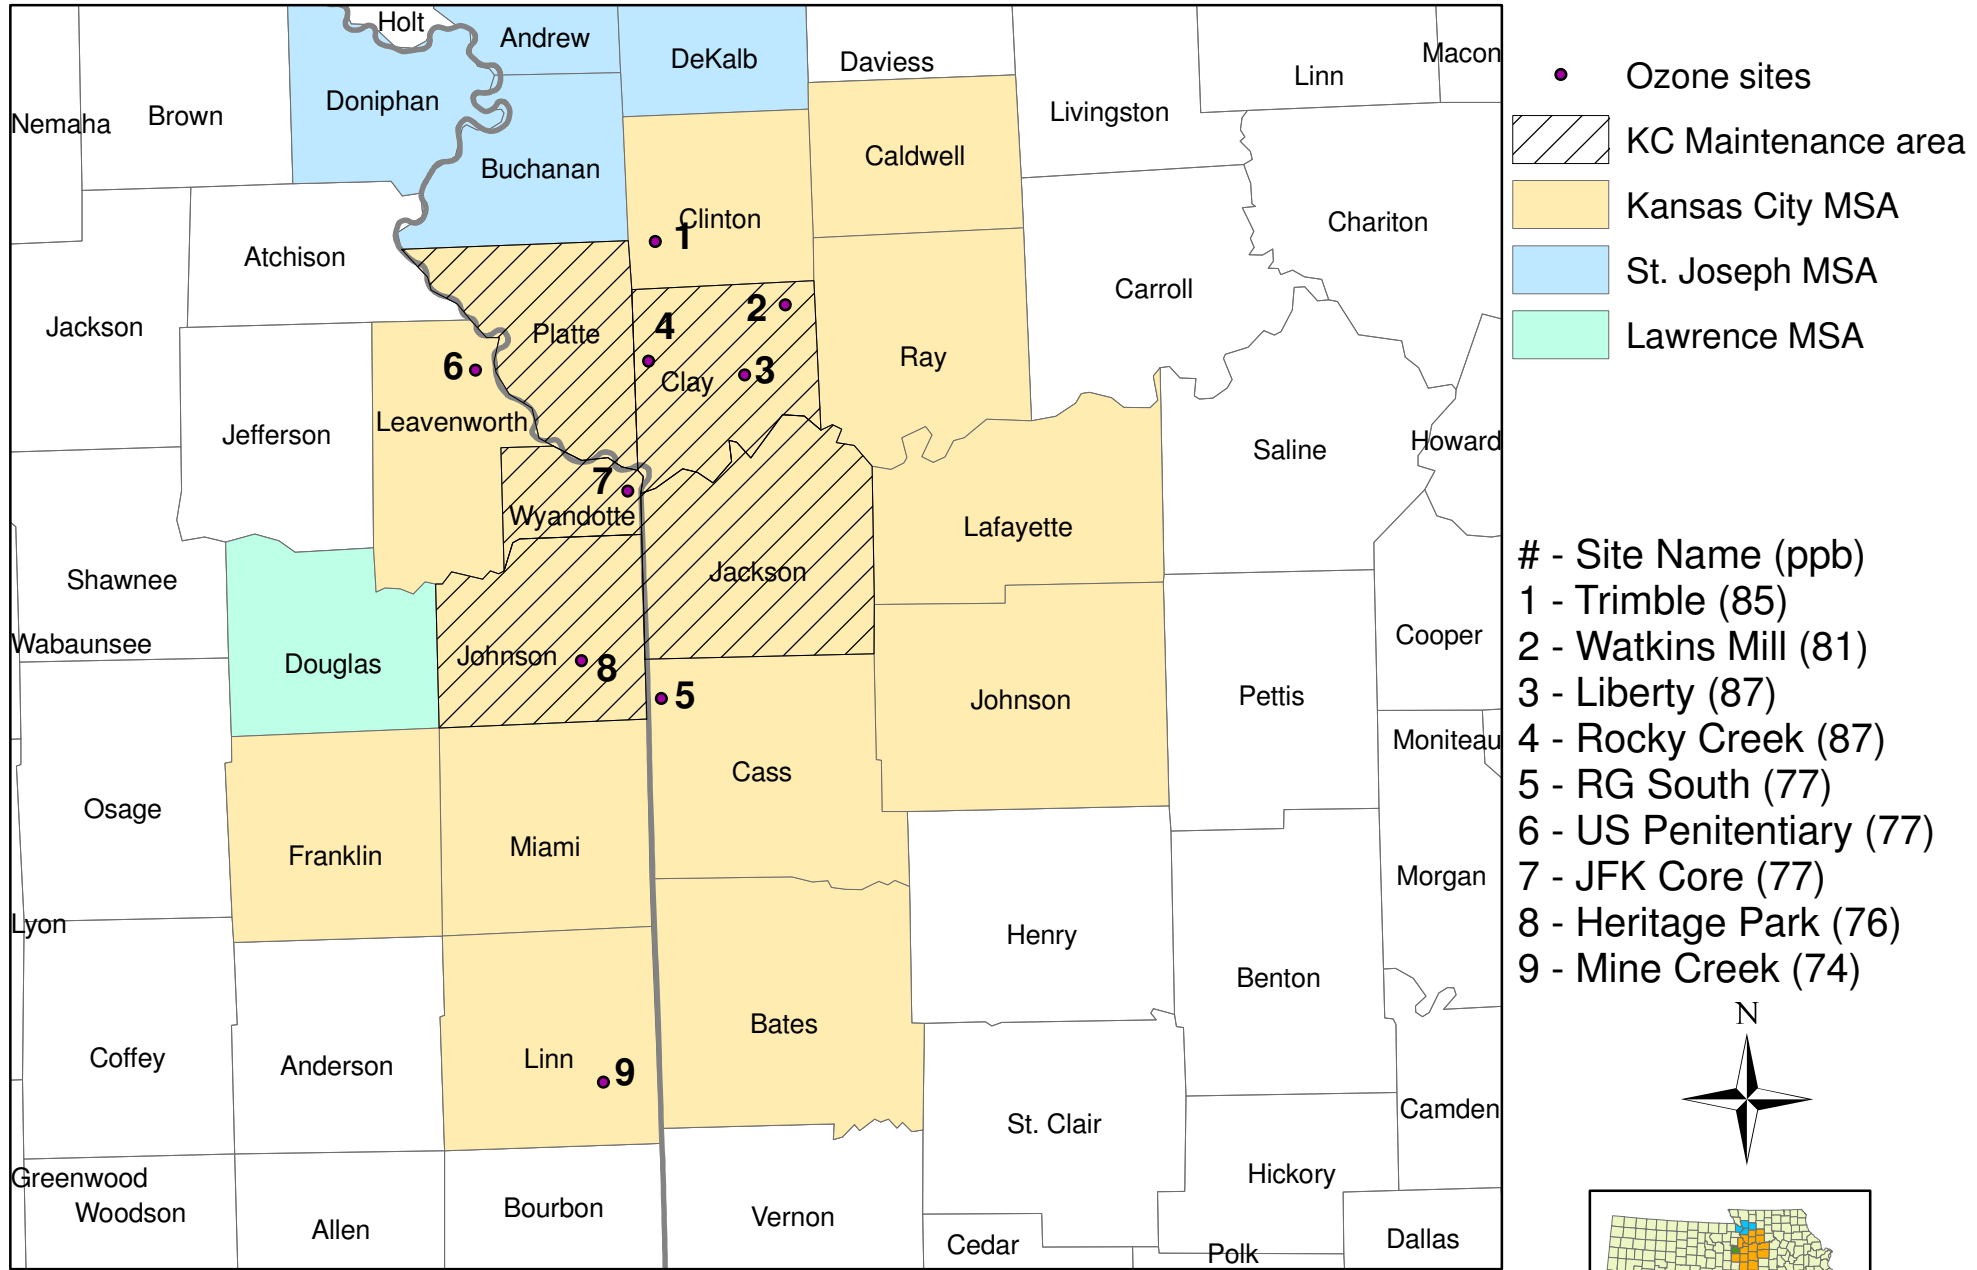 Holt
Andrew
DeKalb
Daviess
Linn
Macon
Nemaha
Brown
Doniphan
Buchanan
Livingston
Caldwell
Clinton
1
Chariton
Atchison
Carroll
Jackson
Platte
4
2
6
Clay
3
Ray
Leavenworth
Jefferson
Saline
Howard
7
Wyandotte
Lafayette
Shawnee
Jackson
Wabaunsee
Douglas
Johnson
8
5
Johnson
Pettis
Cooper
Moniteau
Osage
Cass
Franklin
Miami
Morgan
Lyon
Henry
Benton
Bates
Coffey
Anderson
Linn
9
St. Clair
Camden
Greenwood
Woodson
Allen
Bourbon
Vernon
Hickory
Cedar
Polk
Dallas
Ozone sites
KC Maintenance area
Kansas City MSA
St. Joseph MSA
Lawrence MSA
# - Site Name (ppb)
1 - Trimble (85)
2 - Watkins Mill (81)
3 - Liberty (87)
4 - Rocky Creek (87)
5 - RG South (77)
6 - US Penitentiary (77)
7 - JFK Core (77)
8 - Heritage Park (76)
9 - Mine Creek (74)
N